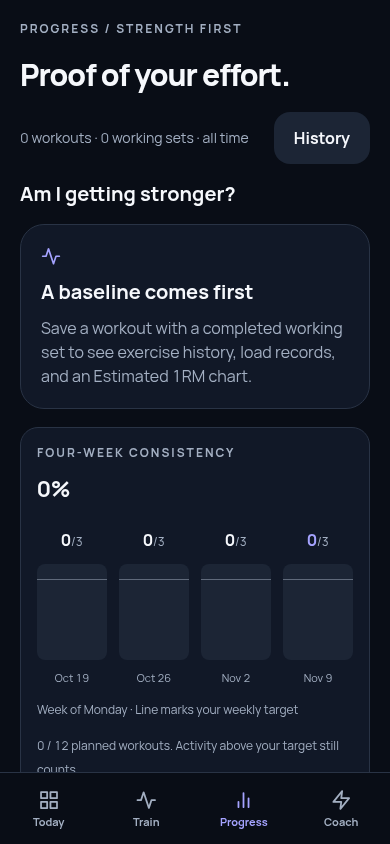 PROGRESS / STRENGTH FIRST
Proof of your effort.
0 workouts · 0 working sets · all time
History
Am I getting stronger?
A baseline comes first
Save a workout with a completed working
set to see exercise history, load records,
and an Estimated 1RM chart.
FOUR-WEEK CONSISTENCY
0%
0/3 0/3 0/3 0/3
Oct 19 Oct 26 Nov 2 Nov 9
Week of Monday · Line marks your weekly target
0 / 12 planned workouts. Activity above your target still
counts
Today Train Progress Coach